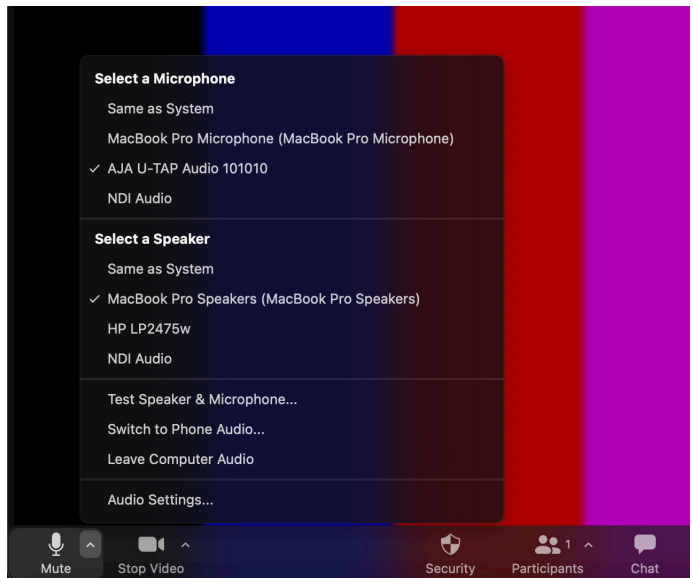 Select a Microphone
Same as System
MacBook Pro Microphone (MacBook Pro Microphone)
AJA U-TAP Audio 101010
NDI Audio
Select a Speaker
Same as System
MacBook Pro Speakers (MacBook Pro Speakers)
HP LP2475w
NDI Audio
Test Speaker & Microphone...
Switch to Phone Audio...
Leave Computer Audio
Audio Settings...
1
Mute Stop Video Security Participants Chat